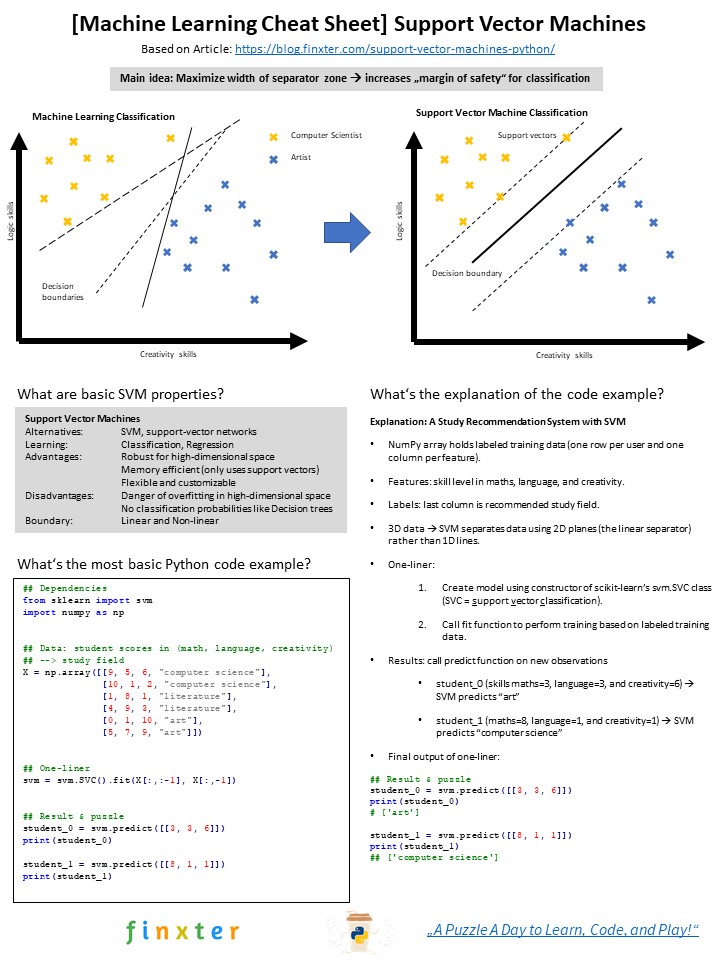 [Machine Learning Cheat Sheet] Support Vector Machines
Based on Article: https://blog.finxter.com/support-vector-machines-python/
Main idea: Maximize width of separator zone → increases „margin of safety“ for classification
Machine Learning Classification
Computer Scientist
Artist
Logic skills
Decision
boundaries
Creativity skills
Support Vector Machine Classification
Support vectors
Logic skills
Decision boundary
Creativity skills
What are basic SVM properties?
Support Vector Machines
Alternatives: SVM, support-vector networks
Learning: Classification, Regression
Advantages: Robust for high-dimensional space
Memory efficient (only uses support vectors)
Flexible and customizable
Disadvantages: Danger of overfitting in high-dimensional space
No classification probabilities like Decision trees
Boundary: Linear and Non-linear
What‘s the most basic Python code example?
## Dependencies
from sklearn import svm
import numpy as np
## Data: student scores in (math, language, creativity)
## --> study field
X = np.array([[9, 5, 6, "computer science"],
[10, 1, 2, "computer science"],
[1, 8, 1, "literature"],
[4, 9, 3, "literature"],
[0, 1, 10, "art"],
[5, 7, 9, "art"]])
## One-liner
svm = svm.SVC().fit(X[:,:-1], X[:,-1])
## Result & puzzle
student_0 = svm.predict([[3, 3, 6]])
print(student_0)
student_1 = svm.predict([[8, 1, 1]])
print(student_1)
What‘s the explanation of the code example?
Explanation: A Study Recommendation System with SVM
• NumPy array holds labeled training data (one row per user and one
column per feature).
• Features: skill level in maths, language, and creativity.
• Labels: last column is recommended study field.
• 3D data → SVM separates data using 2D planes (the linear separator)
rather than 1D lines.
• One-liner:
1. Create model using constructor of scikit-learn’s svm.SVC class
(SVC = support vector classification).
2. Call fit function to perform training based on labeled training
data.
• Results: call predict function on new observations
• student_0 (skills maths=3, language=3, and creativity=6) →
SVM predicts “art”
• student_1 (maths=8, language=1, and creativity=1) → SVM
predicts “computer science”
• Final output of one-liner:
## Result & puzzle
student_0 = svm.predict([[3, 3, 6]])
print(student_0)
# ['art']
student_1 = svm.predict([[8, 1, 1]])
print(student_1)
## ['computer science']
finxter
„A Puzzle A Day to Learn, Code, and Play!“